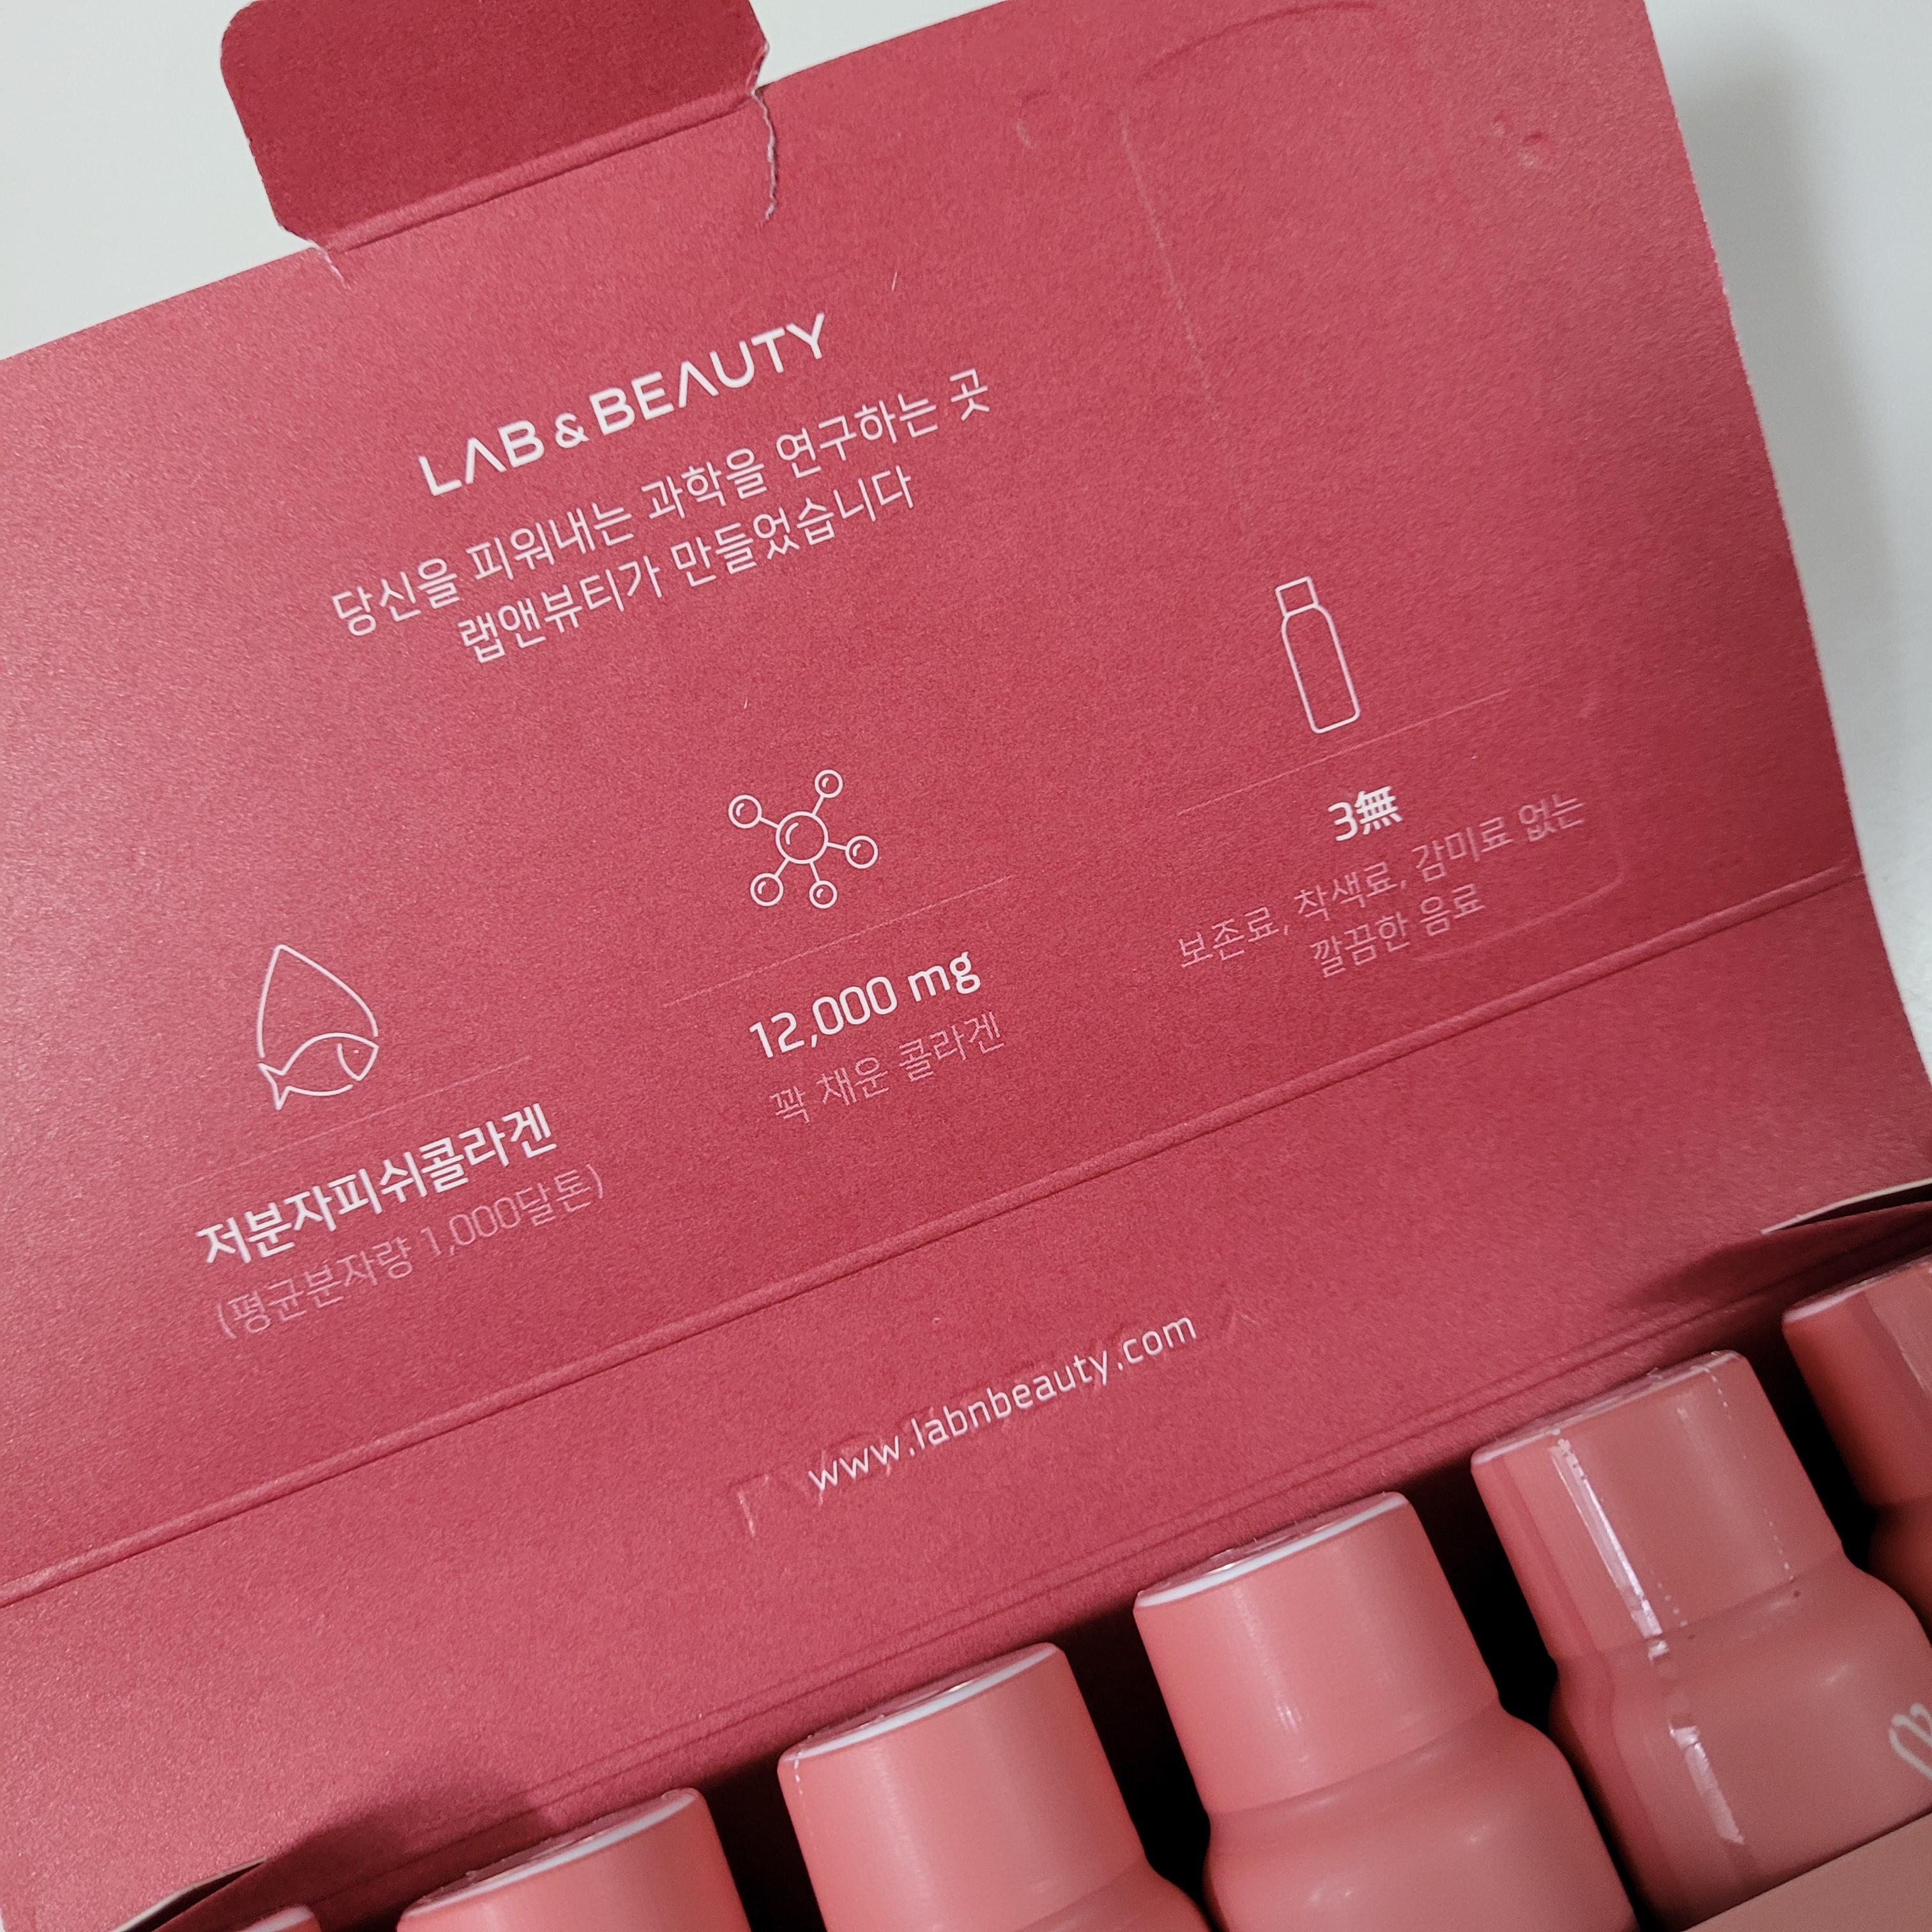 LAB & BEAUTY
당신을 피워내는 과학을 연구하는 곳
랩앤뷰티가 만들었습니다
저분자피쉬콜라겐
(평균분자량 1,000달톤)
12,000 mg
꽉 채운 콜라겐
3無
보존료, 착색료, 감미료 없는
깔끔한 음료
www.labnbeauty.com